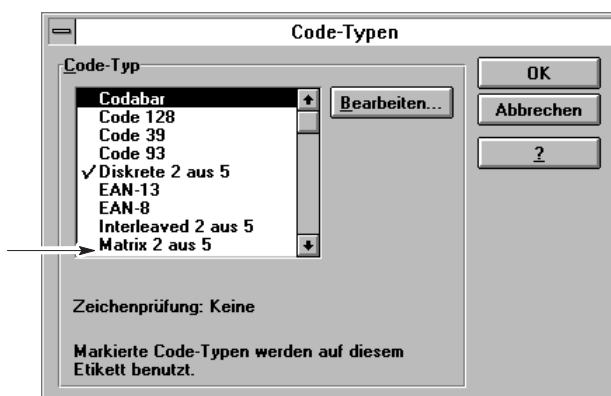 Code-Typen
Code-Typ
Codabar
Code 128
Code 39
Code 93
✓ Diskrete 2 aus 5
EAN-13
EAN-8
Interleaved 2 aus 5
Matrix 2 aus 5
Bearbeiten...
OK
Abbrechen
?
Zeichenprüfung: Keine
Markierte Code-Typen werden auf diesem
Etikett benutzt.